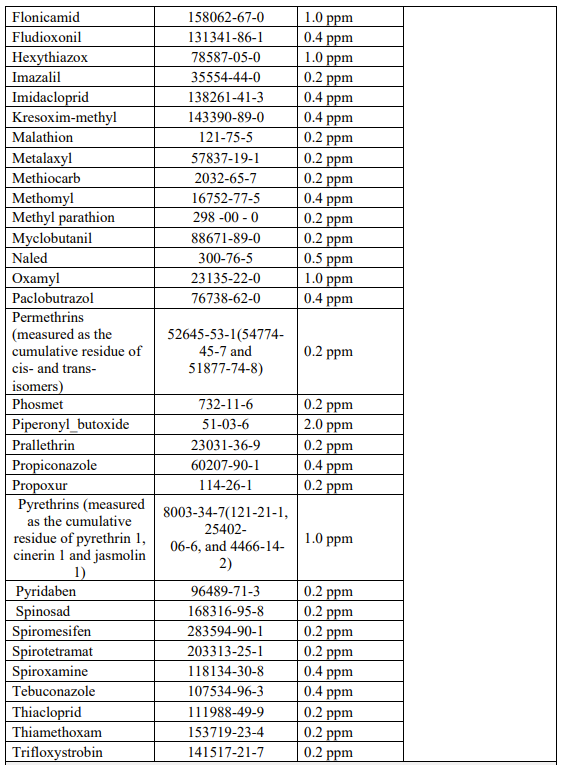 Flonicamid 158062-67-0 1.0 ppm
Fludioxonil 131341-86-1 0.4 ppm
Hexythiazox 78587-05-0 1.0 ppm
Imazalil 35554-44-0 0.2 ppm
Imidacloprid 138261-41-3 0.4 ppm
Kresoxim-methyl 143390-89-0 0.4 ppm
Malathion 121-75-5 0.2 ppm
Metalaxyl 57837-19-1 0.2 ppm
Methiocarb 2032-65-7 0.2 ppm
Methomyl 16752-77-5 0.4 ppm
Methyl parathion 298 -00 - 0 0.2 ppm
Myclobutanil 88671-89-0 0.2 ppm
Naled 300-76-5 0.5 ppm
Oxamyl 23135-22-0 1.0 ppm
Paclobutrazol 76738-62-0 0.4 ppm
Permethrins
(measured as the
cumulative residue of
cis- and trans-
isomers)
52645-53-1(54774-
45-7 and
51877-74-8)
0.2 ppm
Phosmet 732-11-6 0.2 ppm
Piperonyl_butoxide 51-03-6 2.0 ppm
Prallethrin 23031-36-9 0.2 ppm
Propiconazole 60207-90-1 0.4 ppm
Propoxur 114-26-1 0.2 ppm
Pyrethrins (measured
as the cumulative
residue of pyrethrin 1,
cinerin 1 and jasmolin
1)
8003-34-7(121-21-1,
25402-
06-6, and 4466-14-
2)
1.0 ppm
Pyridaben 96489-71-3 0.2 ppm
Spinosad 168316-95-8 0.2 ppm
Spiromesifen 283594-90-1 0.2 ppm
Spirotetramat 203313-25-1 0.2 ppm
Spiroxamine 118134-30-8 0.4 ppm
Tebuconazole 107534-96-3 0.4 ppm
Thiacloprid 111988-49-9 0.2 ppm
Thiamethoxam 153719-23-4 0.2 ppm
Trifloxystrobin 141517-21-7 0.2 ppm